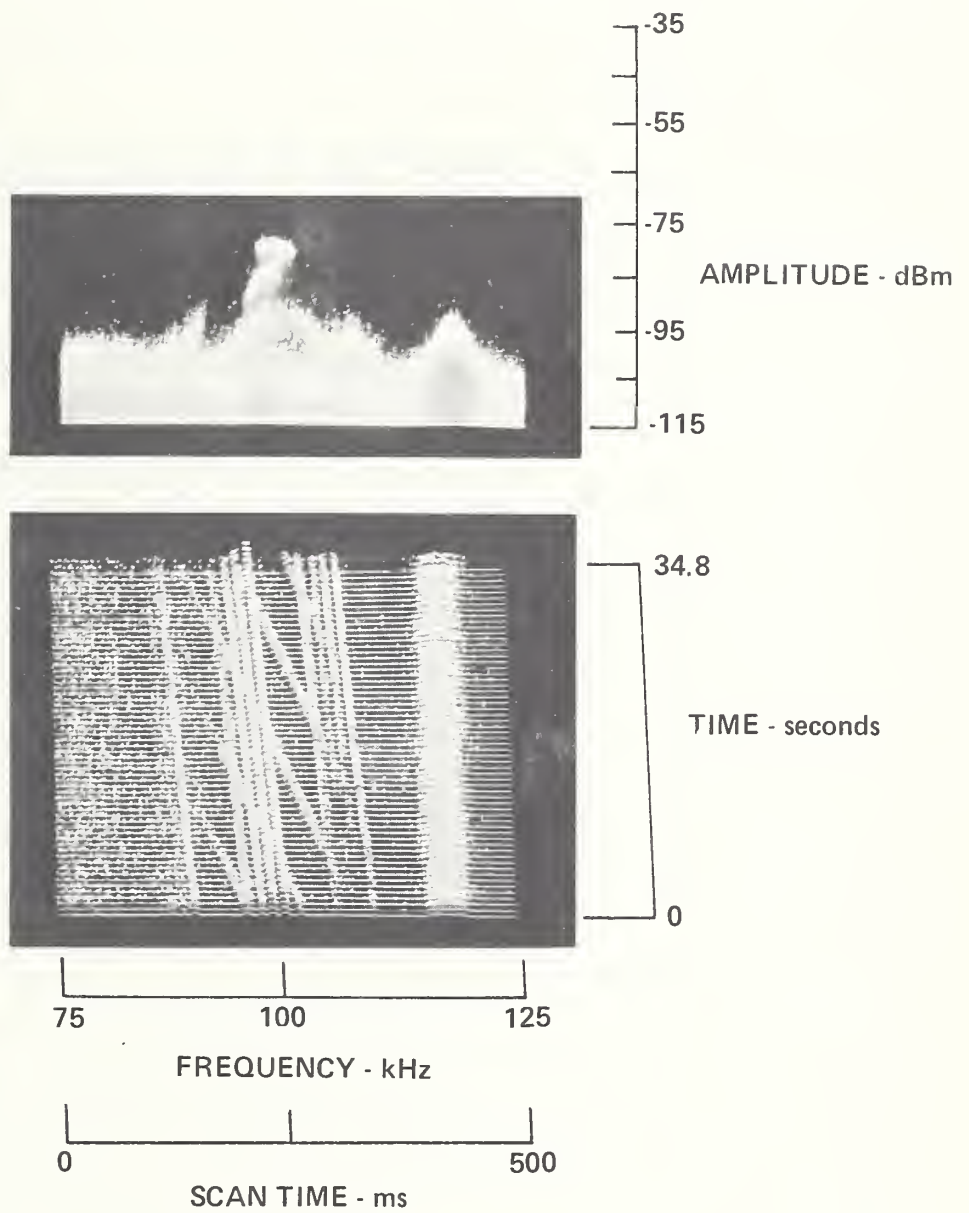 -35
-55
-75
AMPLITUDE - dBm
-95
-115
34.8
TIME - seconds
0
75 100 125
FREQUENCY - kHz
0 500
SCAN TIME - ms